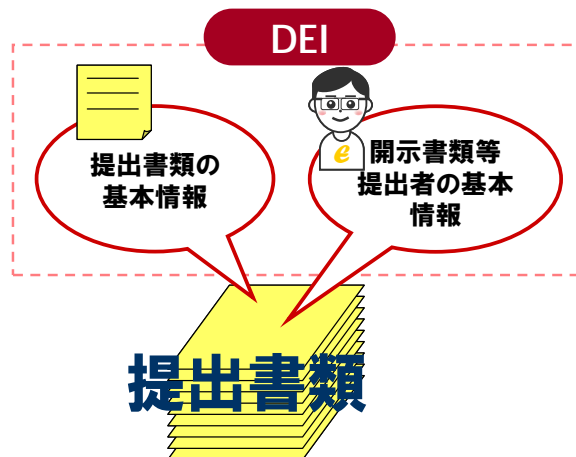 DEI
提出書類の
基本情報
e
開示書類等
提出者の基本
情報
提出書類